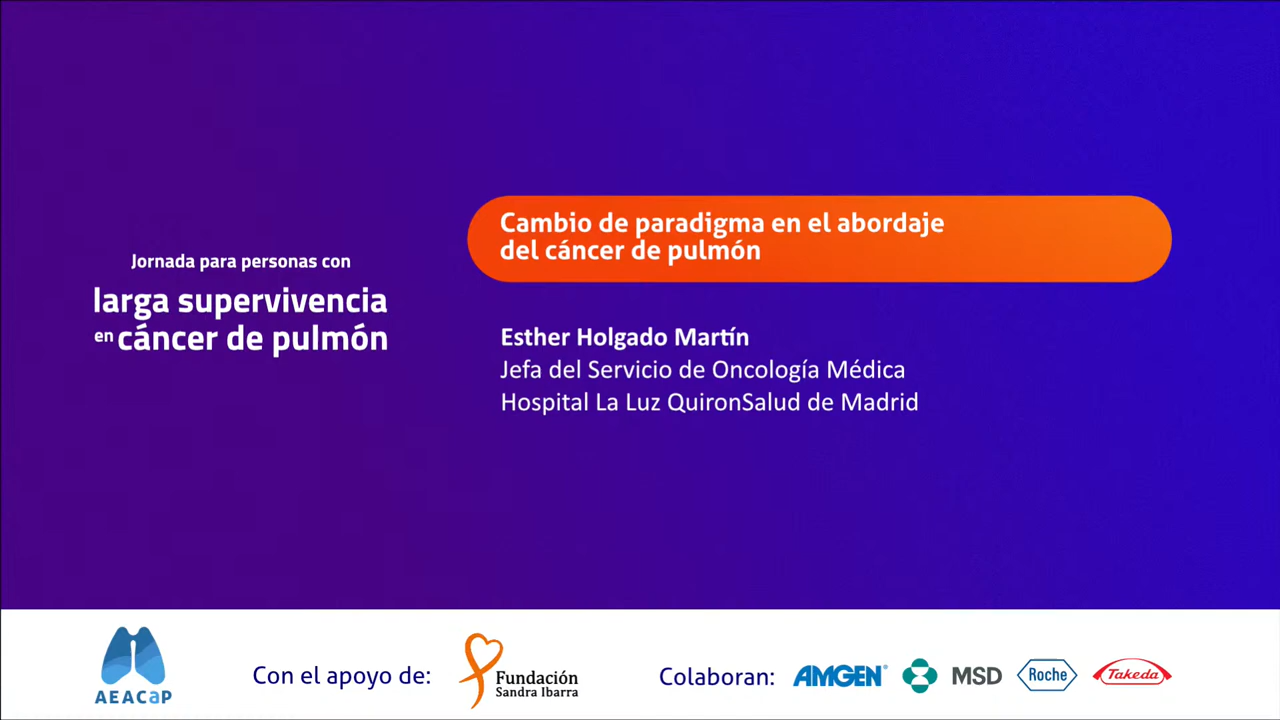 Jornada para personas con
larga supervivencia
en cáncer de pulmón
Cambio de paradigma en el abordaje
del cáncer de pulmón
Esther Holgado Martín
Jefa del Servicio de Oncología Médica
Hospital La Luz QuironSalud de Madrid
AEACaP
Con el apoyo de:
Fundación
Sandra Ibarra
Colaboran:
AMGEN®
MSD
Roche
Takeda